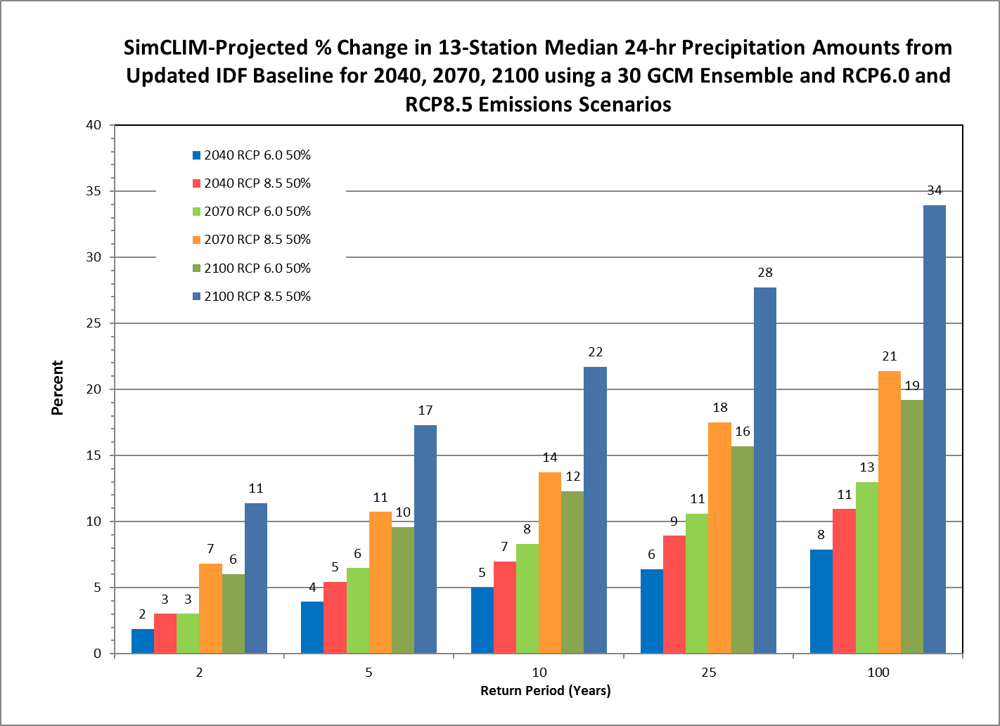 SimCLIM-Projected % Change in 13-Station Median 24-hr Precipitation Amounts from
Updated IDF Baseline for 2040, 2070, 2100 using a 30 GCM Ensemble and RCP6.0 and
RCP8.5 Emissions Scenarios
40
35
30
25
20
15
10
5
0
Percent
2040 RCP 6.0 50%
2040 RCP 8.5 50%
2070 RCP 6.0 50%
2070 RCP 8.5 50%
2100 RCP 6.0 50%
2100 RCP 8.5 50%
2 3 3 7 6 11
4 5 6 11 10 17
5 7 8 14 12 22
6 9 11 18 16 28
8 11 13 21 19 34
2 5 10 25 100
Return Period (Years)